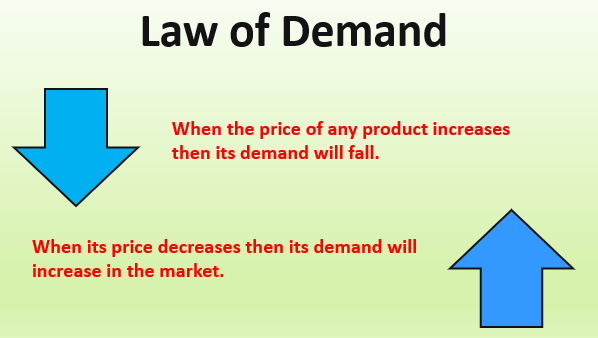 Law of Demand
When the price of any product increases
then its demand will fall.
When its price decreases then its demand will
increase in the market.